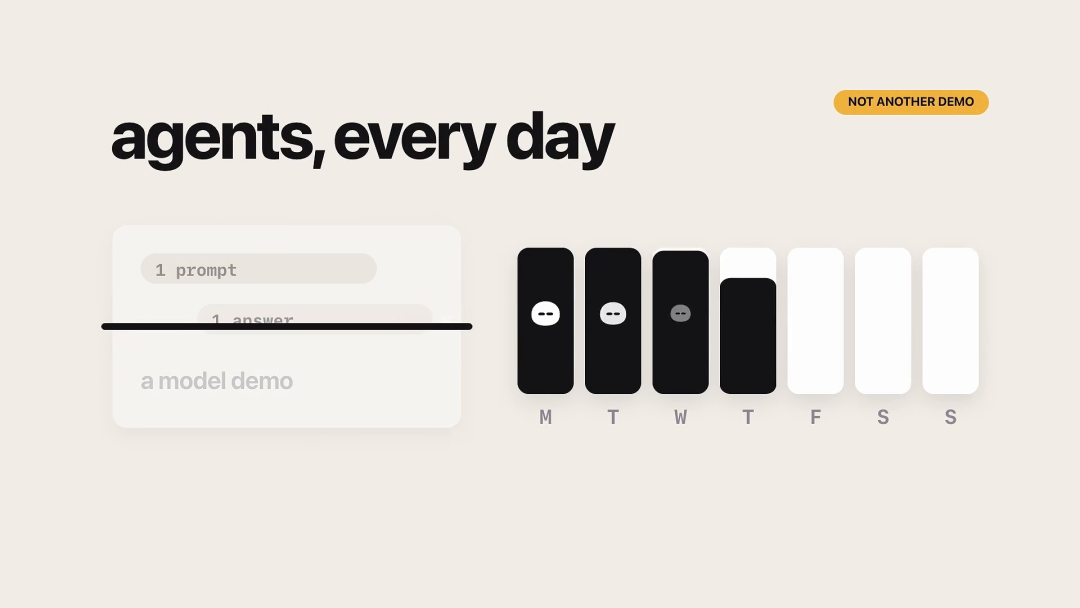 NOT ANOTHER DEMO
agents, every day
1 prompt
1 answer
a model demo
M T W T F S S